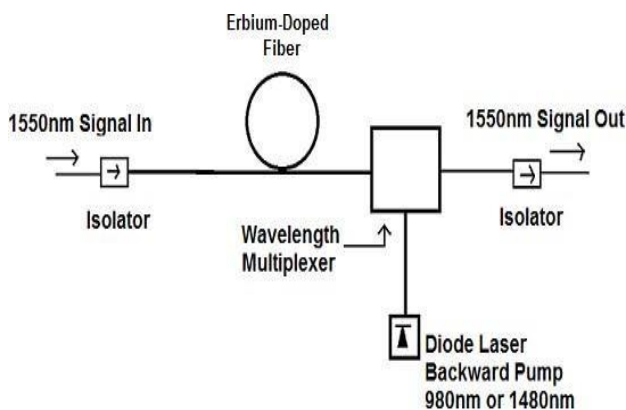 Erbium-Doped
Fiber
1550nm Signal In
1550nm Signal Out
Isolator
Isolator
Wavelength
Multiplexer
Diode Laser
Backward Pump
980nm or 1480nm